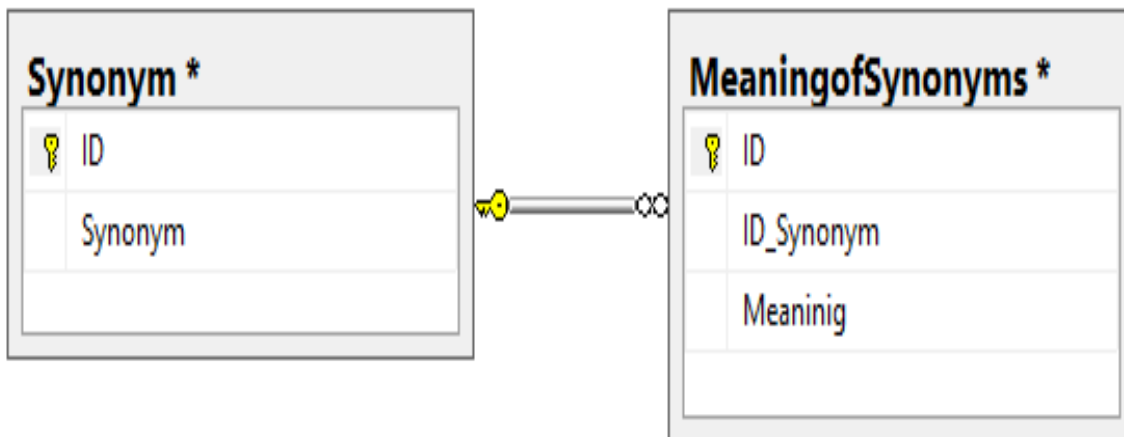 Synonym *
ID
Synonym
MeaningofSynonyms *
ID
ID_Synonym
Meaninig